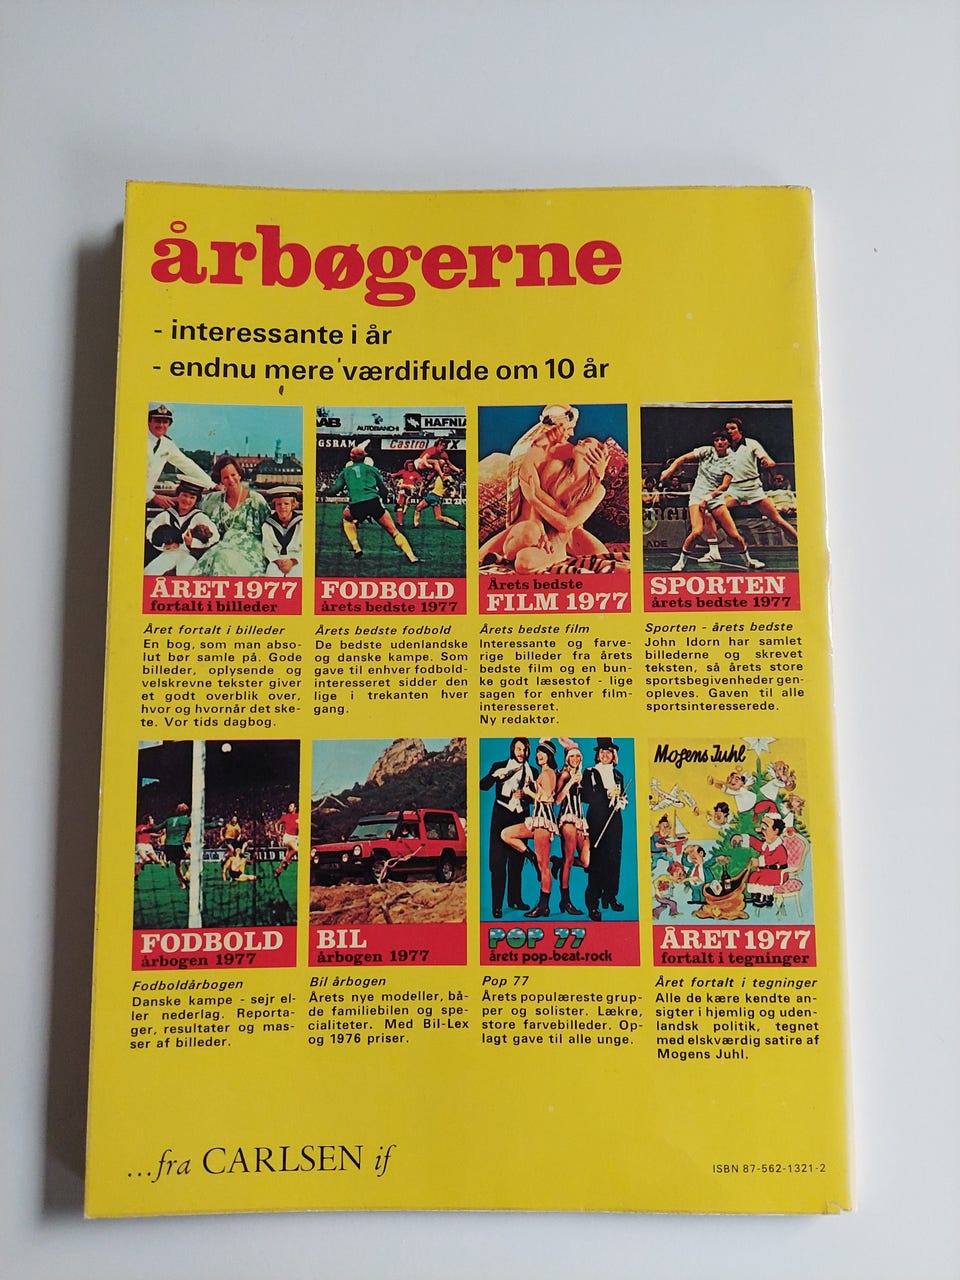 årbøgerne
- interessante i år
- endnu mere værdifulde om 10 år
ÅRET 1977
fortalt i billeder
AUTOBIANCHI
HAFNIA
GSRAM
Castrol
FODBOLD
årets bedste 1977
Årets bedste
FILM 1977
SPORTEN
årets bedste 1977
Året fortalt i billeder
En bog, som man abso-
lut bør samle på. Gode
billeder, oplysende og
velskrevne tekster giver
et godt overblik over,
hvor og hvornår det ske-
te. Vor tids dagbog.
Årets bedste fodbold
De bedste udenlandske
og danske kampe. Som
gave til enhver fodbold-
interesseret sidder den
lige i trekanten hver
gang.
Årets bedste film
Interessante og farve-
rige billeder fra årets
bedste film og en bun-
ke godt læsestof - lige
sagen for enhver film-
interesseret.
Ny redaktør.
Sporten - årets bedste
John Idorn har samlet
billederne og skrevet
teksten, så årets store
sportsbegivenheder gen-
opleves. Gaven til alle
sportsinteresserede.
FODBOLD
årbogen 1977
BIL
årbogen 1977
POP 77
årets pop-beat-rock
Mogens Juhl
ÅRET 1977
fortalt i tegninger
Fodboldårbogen
Danske kampe - sejr el-
ler nederlag. Reporta-
ger, resultater og mas-
ser af billeder.
Bil årbogen
Årets nye modeller, bå-
de familiebilen og spe-
cialiteter. Med Bil-Lex
og 1976 priser.
Pop 77
Årets populæreste grup-
per og solister. Lækre,
store farvebilleder. Op-
lagt gave til alle unge.
Året fortalt i tegninger
Alle de kære kendte an-
sigter i hjemlig og uden-
landsk politik, tegnet
med elskværdig satire af
Mogens Juhl.
...fra CARLSEN if
ISBN 87-562-1321-2